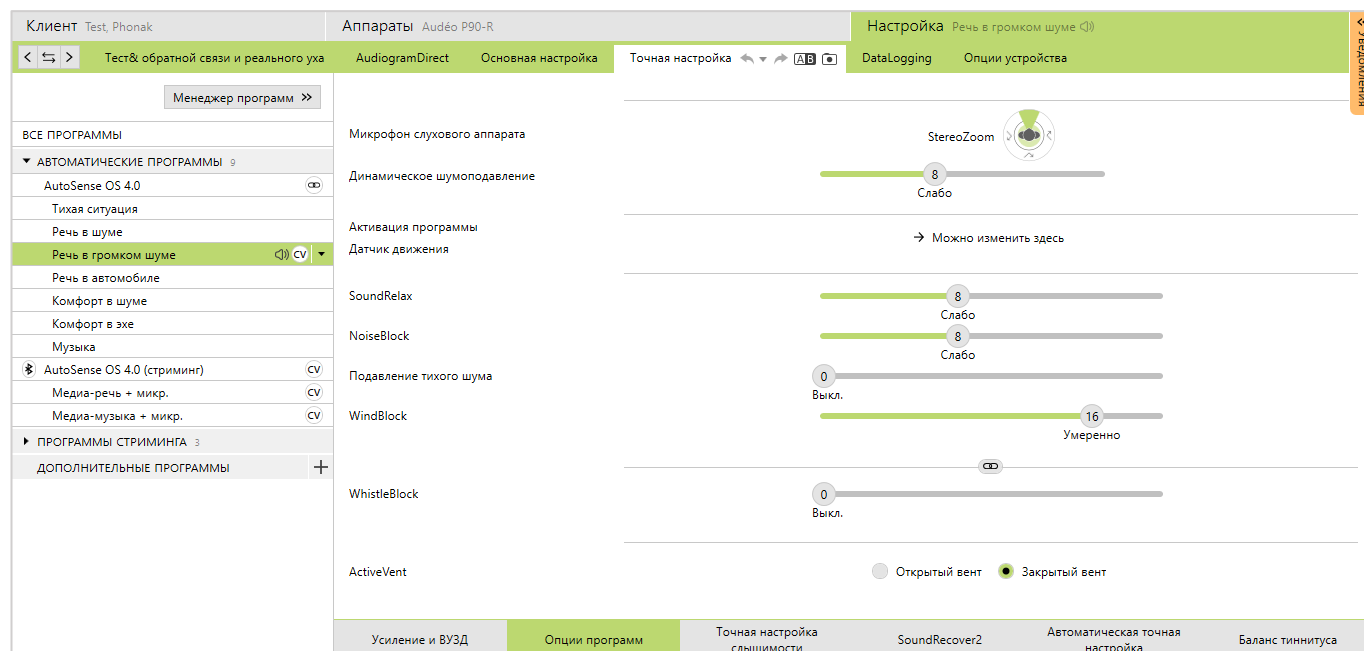 Клиент Test, Phonak
Аппараты Audéo P90-R
Настройка Речь в громком шуме
Уведомления
Тест& обратной связи и реального уха
AudiogramDirect
Основная настройка
Точная настройка
AB
DataLogging
Опции устройства
Менеджер программ
ВСЕ ПРОГРАММЫ
АВТОМАТИЧЕСКИЕ ПРОГРАММЫ 9
AutoSense OS 4.0
Тихая ситуация
Речь в шуме
Речь в громком шуме CV
Речь в автомобиле
Комфорт в шуме
Комфорт в эхе
Музыка
AutoSense OS 4.0 (стриминг) CV
Медиа-речь + микр. CV
Медиа-музыка + микр. CV
ПРОГРАММЫ СТРИМИНГА 3
ДОПОЛНИТЕЛЬНЫЕ ПРОГРАММЫ
Микрофон слухового аппарата
StereoZoom
Динамическое шумоподавление
8
Слабо
Активация программы
Датчик движения
Можно изменить здесь
SoundRelax
8
Слабо
NoiseBlock
8
Слабо
Подавление тихого шума
0
Выкл.
WindBlock
16
Умеренно
WhistleBlock
0
Выкл.
ActiveVent
Открытый вент
Закрытый вент
Усиление и ВУЗД
Опции программ
Точная настройка
слышимости
SoundRecover2
Автоматическая точная
настройка
Баланс тиннитуса